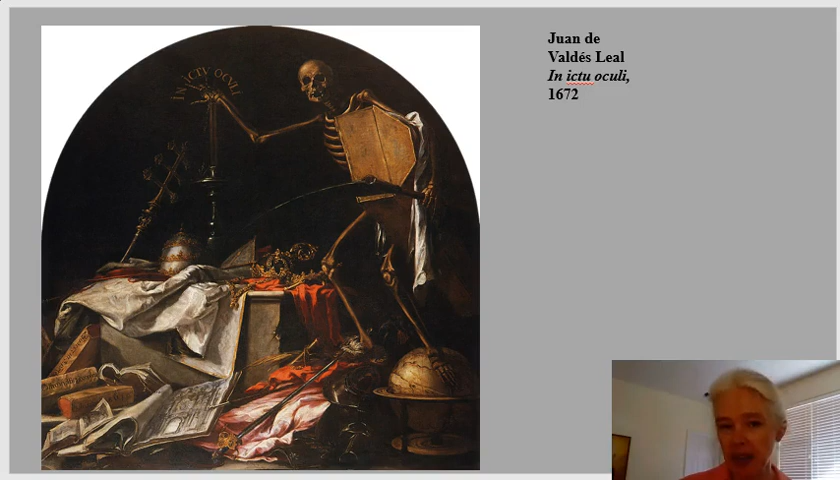 IN ICTU OCULI
Juan de
Valdés Leal
In ictu oculi,
1672